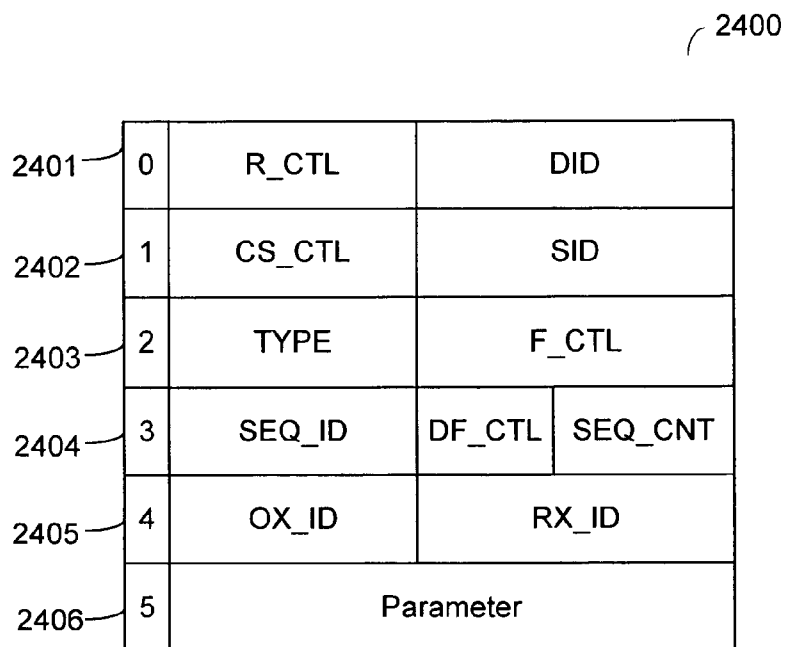 2400
2401 0 R_CTL DID
2402 1 CS_CTL SID
2403 2 TYPE F_CTL
2404 3 SEQ_ID DF_CTL SEQ_CNT
2405 4 OX_ID RX_ID
2406 5 Parameter